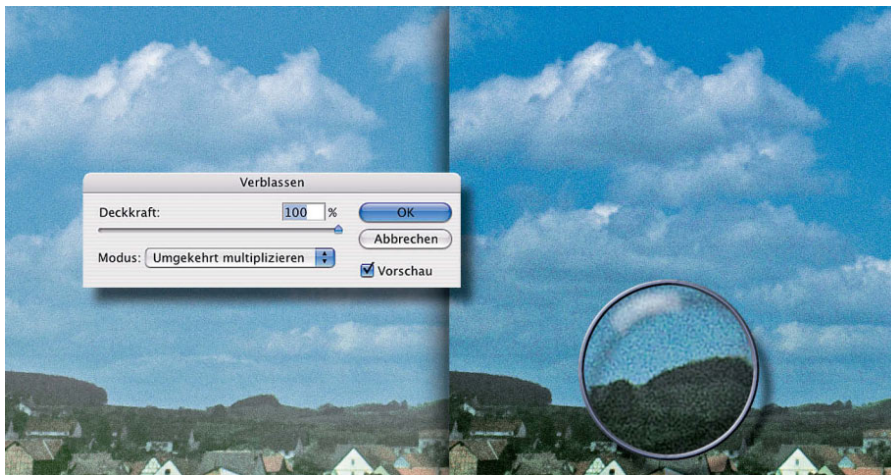 Verblassen
Deckkraft: 100 %
OK
Abbrechen
Modus: Umgekehrt multiplizieren
Vorschau